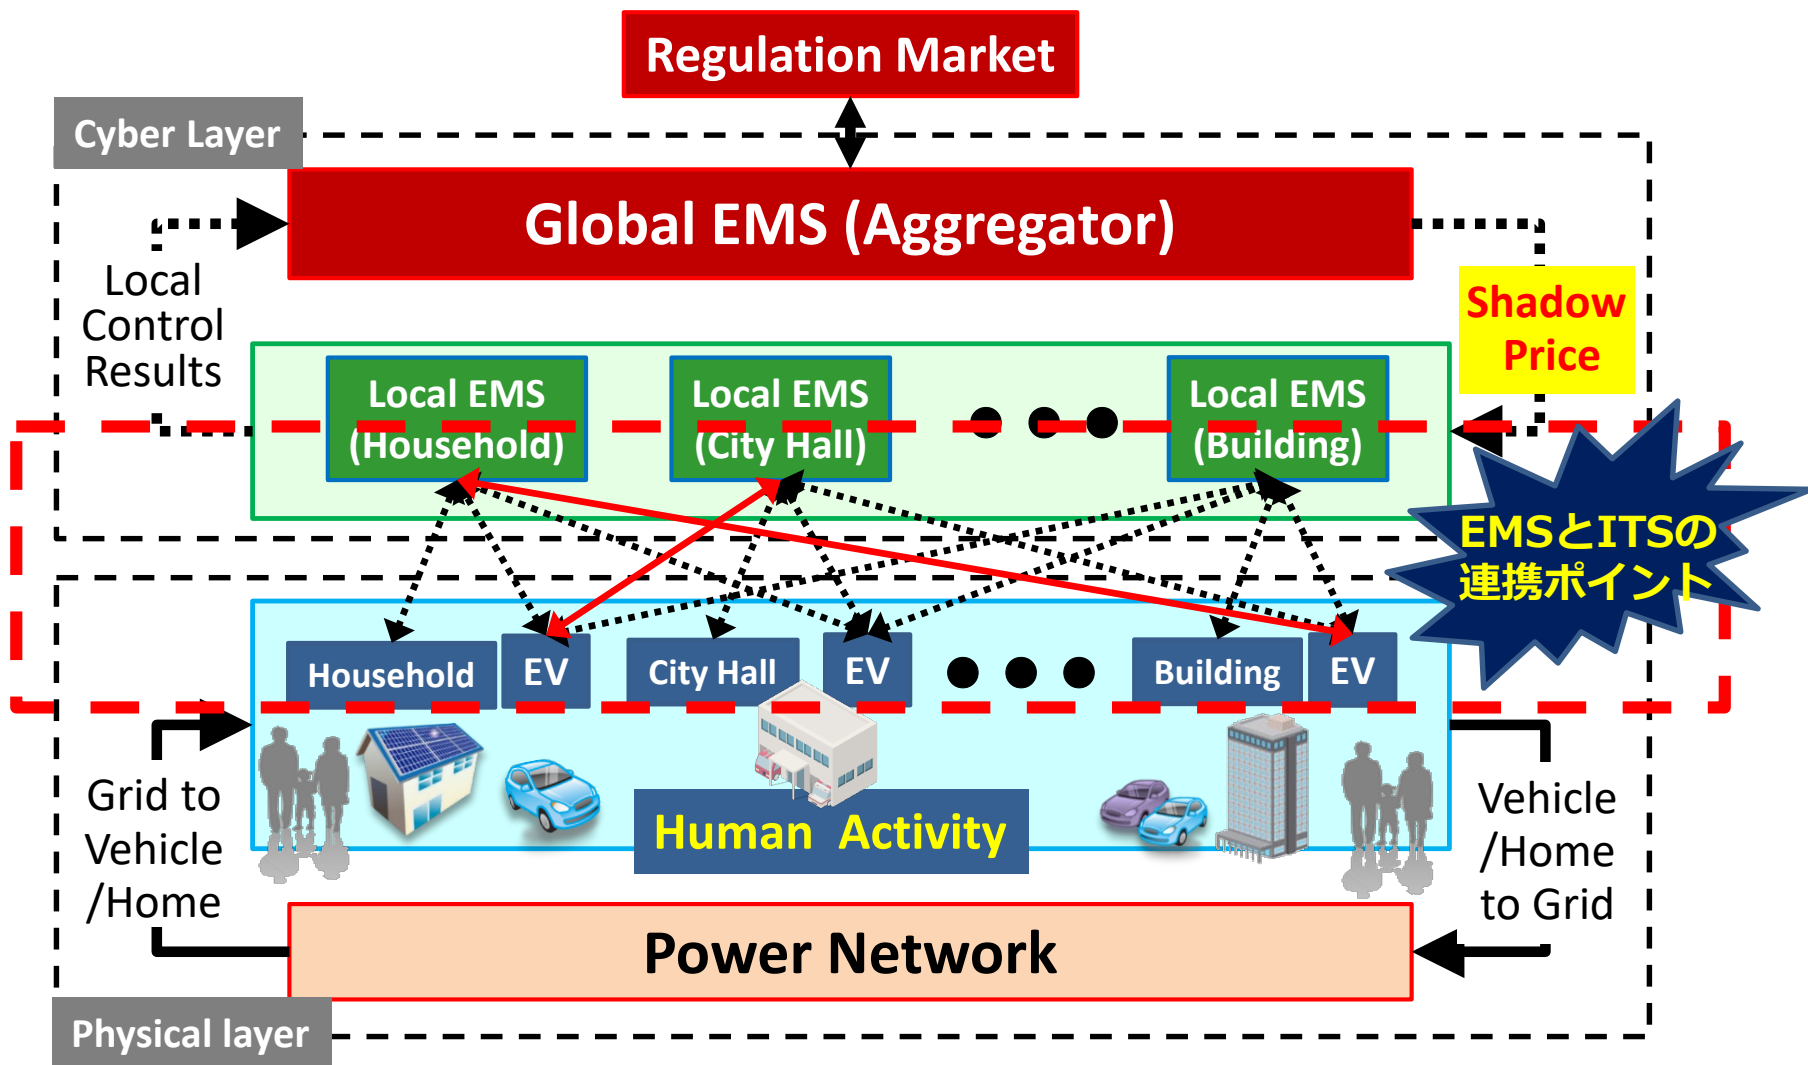 Regulation Market
Cyber Layer
Global EMS (Aggregator)
Local
Control
Results
Shadow
Price
Local EMS
(Household)
Local EMS
(City Hall)
Local EMS
(Building)
EMSとITSの
連携ポイント
Household
EV
City Hall
EV
Building
EV
Grid to
Vehicle
/Home
Human Activity
Vehicle
/Home
to Grid
Power Network
Physical layer